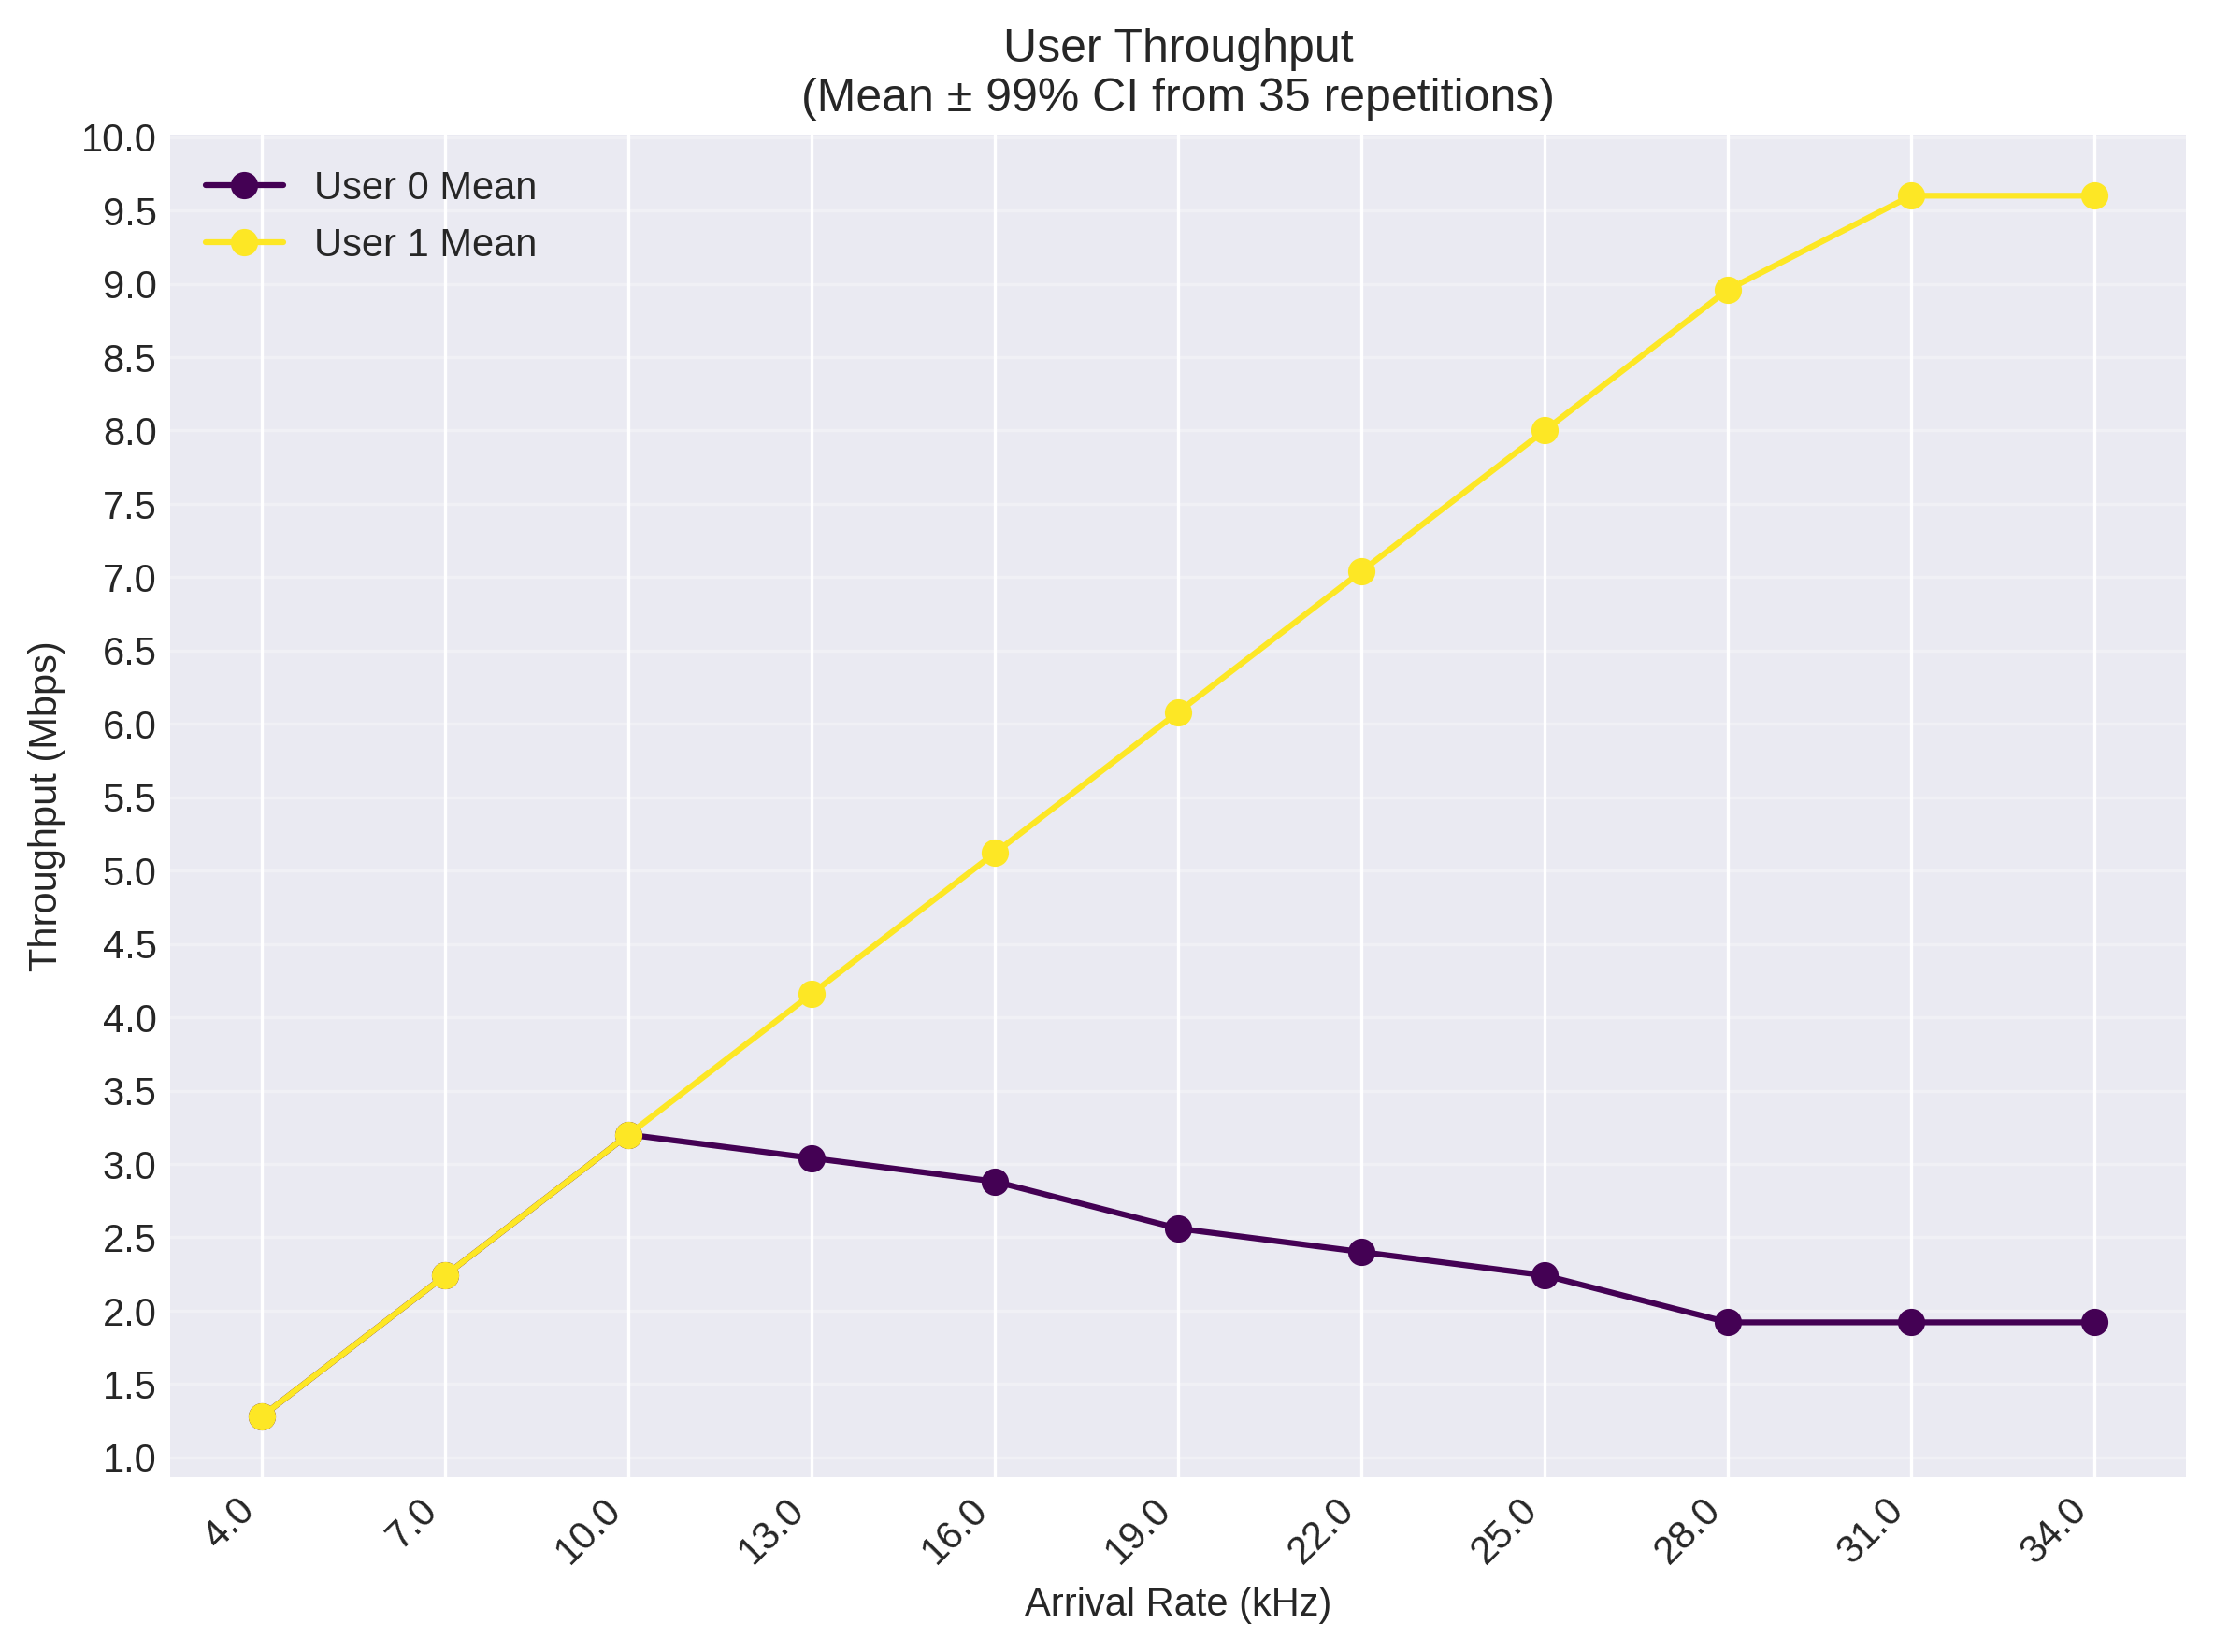 User Throughput
(Mean ± 99% CI from 35 repetitions)
User 0 Mean
User 1 Mean
Throughput (Mbps)
10.0
9.5
9.0
8.5
8.0
7.5
7.0
6.5
6.0
5.5
5.0
4.5
4.0
3.5
3.0
2.5
2.0
1.5
1.0
4.0 7.0 10.0 13.0 16.0 19.0 22.0 25.0 28.0 31.0 34.0
Arrival Rate (kHz)